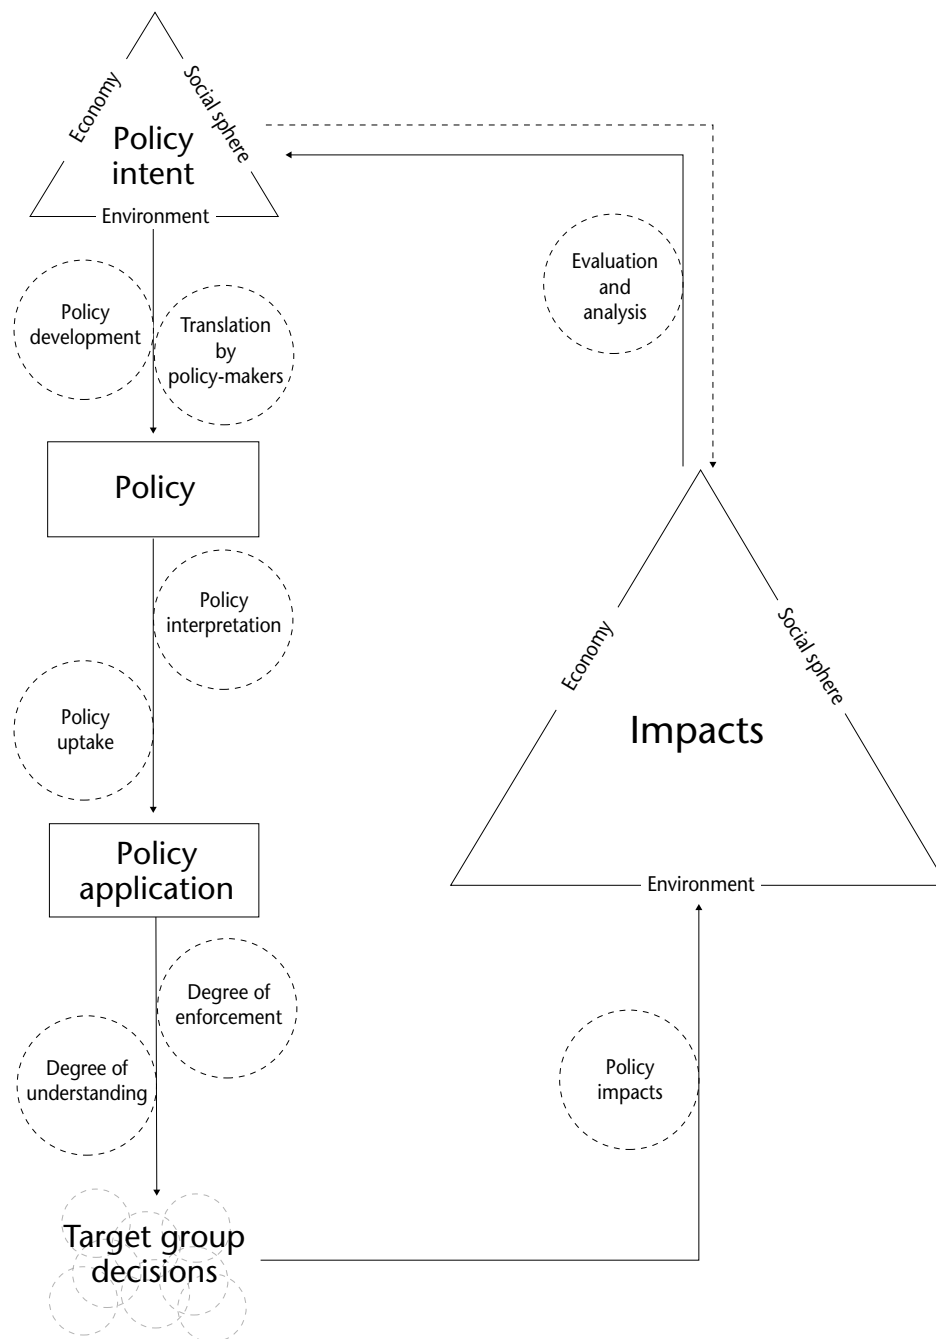 Economy
Social sphere
Policy
intent
Environment
Evaluation
and
analysis
Policy
development
Translation
by
policy-makers
Policy
Policy
interpretation
Policy
uptake
Economy
Social sphere
Impacts
Environment
Policy
application
Degree of
enforcement
Degree of
understanding
Policy
impacts
Target group
decisions